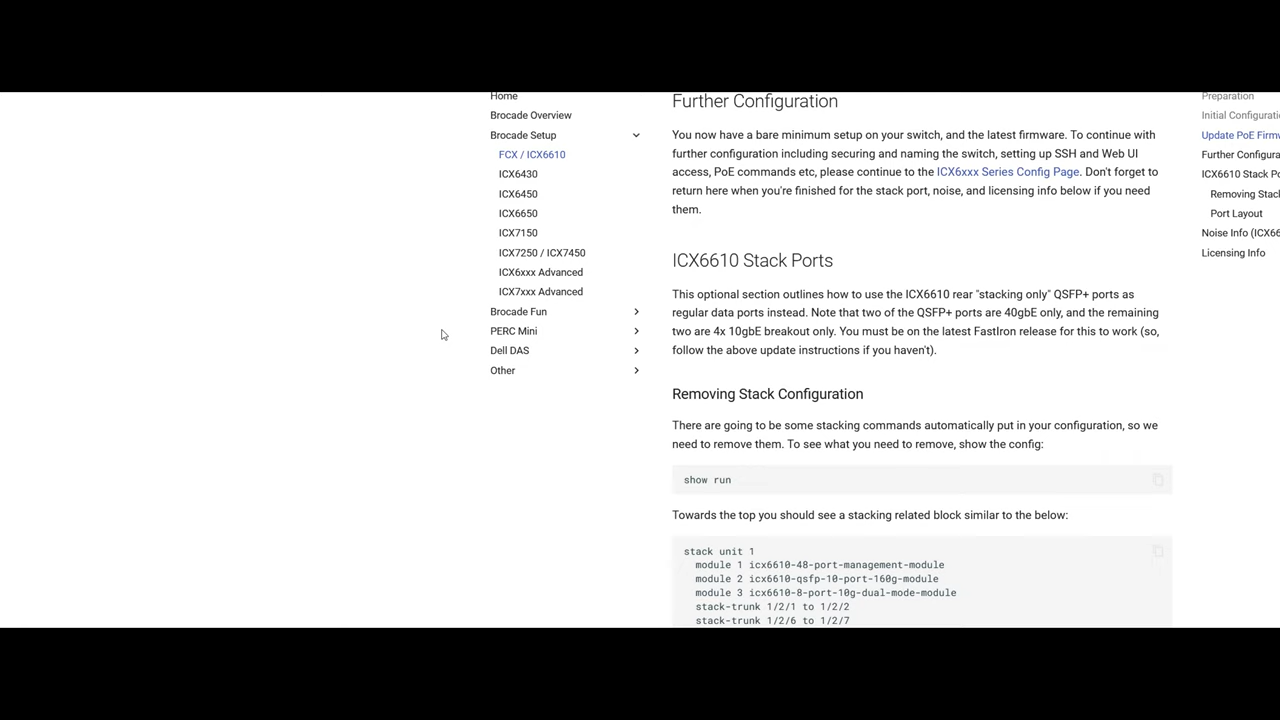 Home
Brocade Overview
Brocade Setup
FCX / ICX6610
ICX6430
ICX6450
ICX6650
ICX7150
ICX7250 / ICX7450
ICX6xxx Advanced
ICX7xxx Advanced
Brocade Fun
PERC Mini
Dell DAS
Other
Further Configuration
You now have a bare minimum setup on your switch, and the latest firmware. To continue with
further configuration including securing and naming the switch, setting up SSH and Web UI
access, PoE commands etc, please continue to the ICX6xxx Series Config Page. Don't forget to
return here when you're finished for the stack port, noise, and licensing info below if you need
them.
ICX6610 Stack Ports
This optional section outlines how to use the ICX6610 rear "stacking only" QSFP+ ports as
regular data ports instead. Note that two of the QSFP+ ports are 40gbE only, and the remaining
two are 4x 10gbE breakout only. You must be on the latest FastIron release for this to work (so,
follow the above update instructions if you haven't).
Removing Stack Configuration
There are going to be some stacking commands automatically put in your configuration, so we
need to remove them. To see what you need to remove, show the config:
show run
Towards the top you should see a stacking related block similar to the below:
stack unit 1
module 1 icx6610-48-port-management-module
module 2 icx6610-qsfp-10-port-160g-module
module 3 icx6610-8-port-10g-dual-mode-module
stack-trunk 1/2/1 to 1/2/2
stack-trunk 1/2/6 to 1/2/7
Preparation
Initial Configurati
Update PoE Firmw
Further Configura
ICX6610 Stack Po
Removing Stack
Port Layout
Noise Info (ICX66
Licensing Info